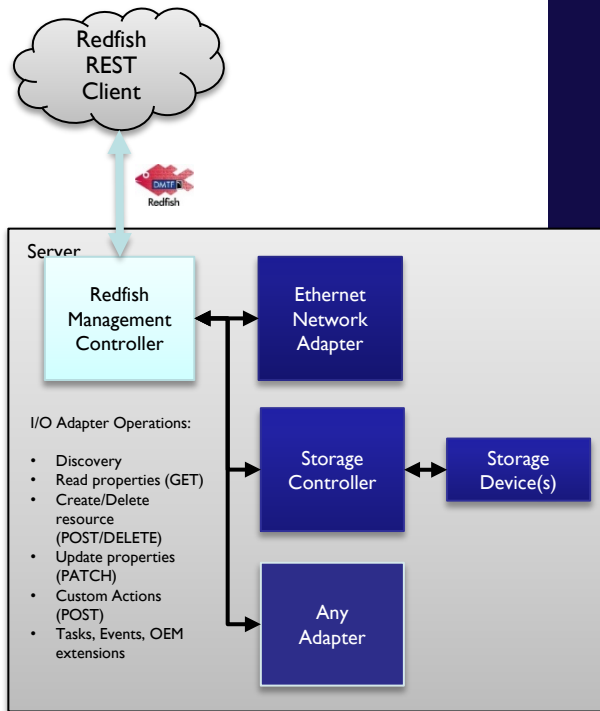 Redfish
REST
Client
DMTF
Redfish
Server
Redfish
Management
Controller
Ethernet
Network
Adapter
I/O Adapter Operations:
• Discovery
• Read properties (GET)
• Create/Delete
resource
(POST/DELETE)
• Update properties
(PATCH)
• Custom Actions
(POST)
• Tasks, Events, OEM
extensions
Storage
Controller
Storage
Device(s)
Any
Adapter